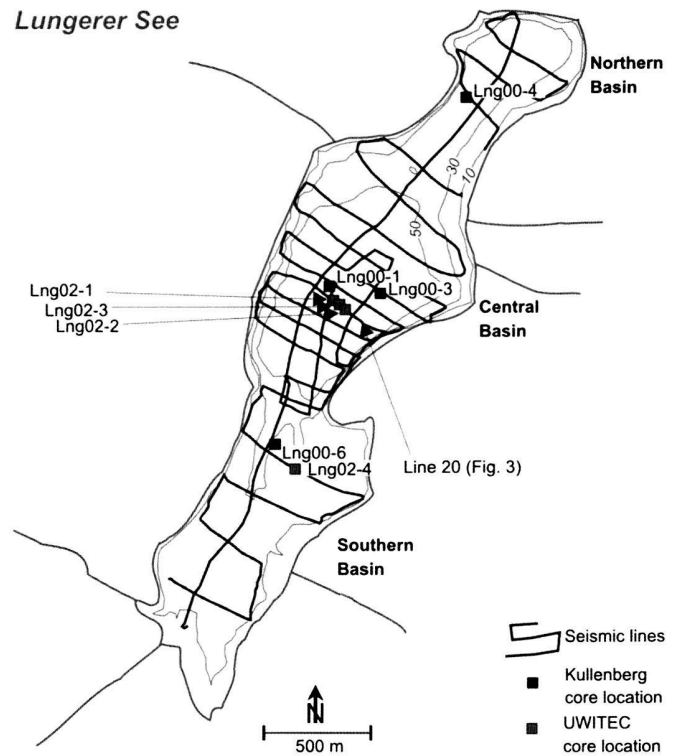 Lungerer See
Northern
Basin
Lng00-4
30
10
50
Lng00-1
Lng00-3
Lng02-1
Lng02-3
Lng02-2
Central
Basin
Lng00-6
Lng02-4
Line 20 (Fig. 3)
Southern
Basin
Seismic lines
Kullenberg
core location
UWITEC
core location
N
500 m